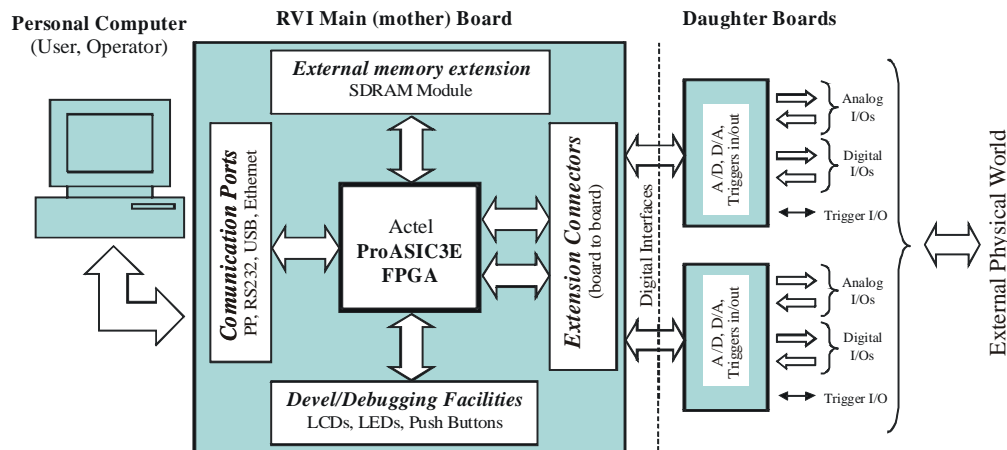 Personal Computer
(User, Operator)
RVI Main (mother) Board
Daughter Boards
External memory extension
SDRAM Module
Comunication Ports
PP, RS232, USB, Ethernet
Actel
ProASIC3E
FPGA
Extension Connectors
(board to board)
Devel/Debugging Facilities
LCDs, LEDs, Push Buttons
Digital Interfaces
A/D, D/A,
Triggers in/out
Analog
I/Os
Digital
I/Os
Trigger I/O
A/D, D/A,
Triggers in/out
Analog
I/Os
Digital
I/Os
Trigger I/O
External Physical World